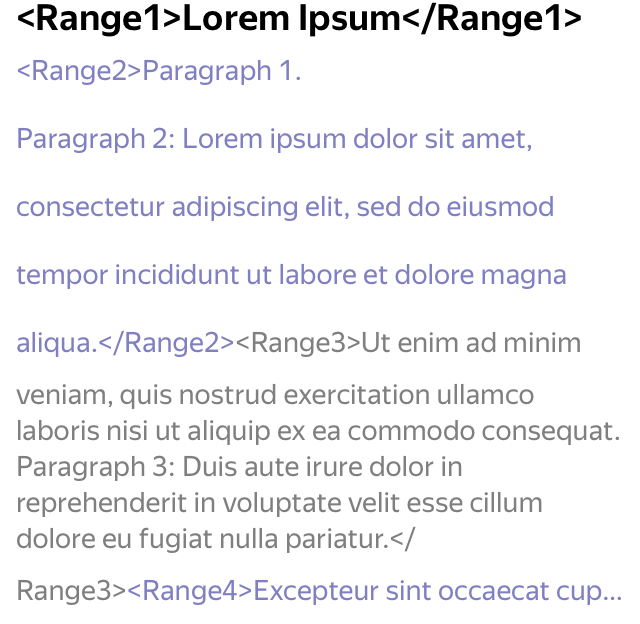 <Range1>Lorem Ipsum</Range1>
<Range2>Paragraph 1.
Paragraph 2: Lorem ipsum dolor sit amet,
consectetur adipiscing elit, sed do eiusmod
tempor incididunt ut labore et dolore magna
aliqua.</Range2><Range3>Ut enim ad minim
veniam, quis nostrud exercitation ullamco
laboris nisi ut aliquip ex ea commodo consequat.
Paragraph 3: Duis aute irure dolor in
reprehenderit in voluptate velit esse cillum
dolore eu fugiat nulla pariatur.</
Range3><Range4>Excepteur sint occaecat cup...